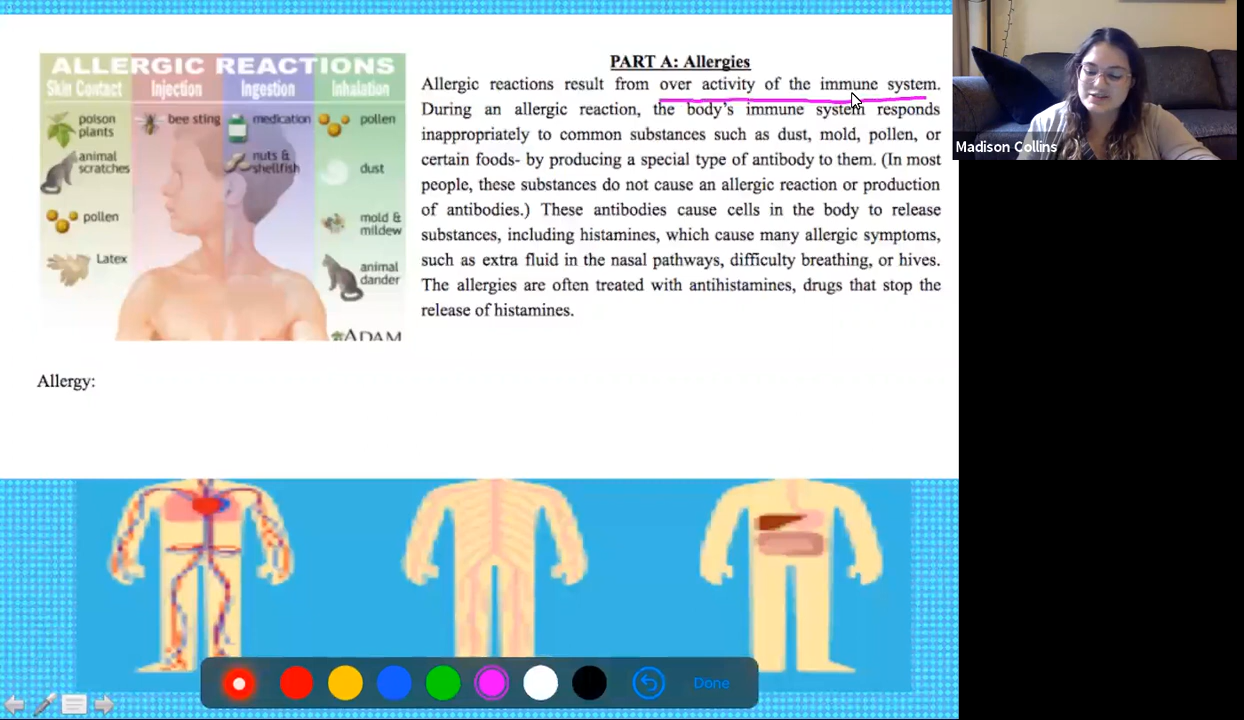 ALLERGIC REACTIONS
Skin Contact Injection Ingestion Inhalation
poison
plants
bee sting
medication
pollen
animal
scratches
nuts &
shellfish
dust
pollen
mold &
mildew
Latex
animal
dander
ADAM
PART A: Allergies
Allergic reactions result from over activity of the immune system.
During an allergic reaction, the body's immune system responds
inappropriately to common substances such as dust, mold, pollen, or
certain foods- by producing a special type of antibody to them. (In most
people, these substances do not cause an allergic reaction or production
of antibodies.) These antibodies cause cells in the body to release
substances, including histamines, which cause many allergic symptoms,
such as extra fluid in the nasal pathways, difficulty breathing, or hives.
The allergies are often treated with antihistamines, drugs that stop the
release of histamines.
Allergy:
Madison Collins
Done